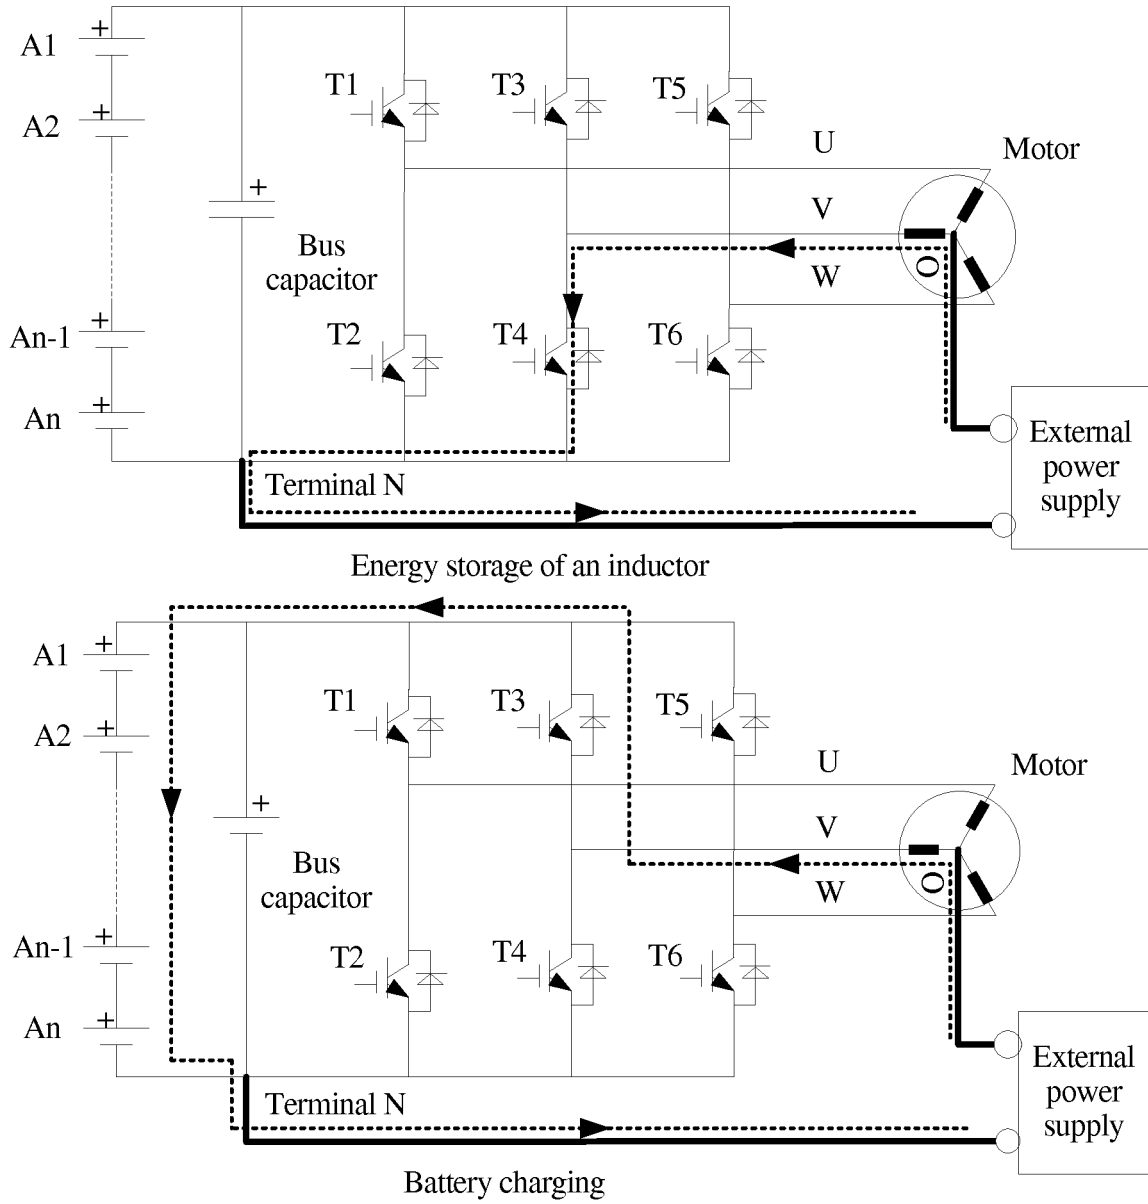 A1
+
A2
+
T1
T3
T5
U
Motor
+
V
Bus
capacitor
O
W
An-1
+
T2
T4
T6
An
+
External
power
supply
Terminal N
Energy storage of an inductor
A1
+
T1
T3
T5
A2
+
U
Motor
+
V
Bus
capacitor
O
W
An-1
+
T2
T4
T6
An
+
External
power
supply
Terminal N
Battery charging